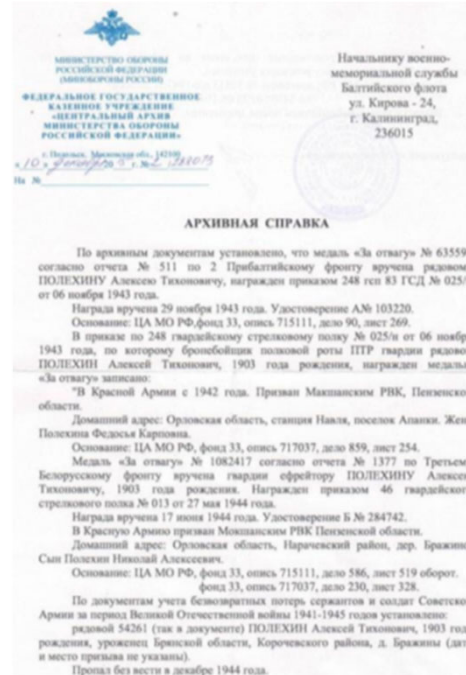 МИНИСТЕРСТВО ОБОРОНЫ
РОССИЙСКОЙ ФЕДЕРАЦИИ
(МИНОБОРОНЫ РОССИИ)
ФЕДЕРАЛЬНОЕ ГОСУДАРСТВЕННОЕ
КАЗЕННОЕ УЧРЕЖДЕНИЕ
«ЦЕНТРАЛЬНЫЙ АРХИВ
МИНИСТЕРСТВА ОБОРОНЫ
РОССИЙСКОЙ ФЕДЕРАЦИИ»
г. Подольск, Московская обл., 142100
«10» декабря
На №
Начальнику военно-
мемориальной службы
Балтийского флота
ул. Кирова - 24,
г. Калининград,
236015
АРХИВНАЯ СПРАВКА
По архивным документам установлено, что медаль «За отвагу» № 63559
согласно отчета № 511 по 2 Прибалтийскому фронту вручена рядовом
ПОЛЕХИНУ Алексею Тихоновичу, награжден приказом 248 гсп 83 ГСД № 025/
от 06 ноября 1943 года.
Награда вручена 29 ноября 1943 года. Удостоверение А№ 103220.
Основание: ЦА МО РФ,фонд 33, опись 715111, дело 90, лист 269.
В приказе по 248 гвардейскому стрелковому полку № 025/н от 06 ноябр
1943 года, по которому бронебойщик полковой роты ПТР гвардии рядово
ПОЛЕХИН Алексей Тихонович, 1903 года рождения, награжден медаль
«За отвагу» записано:
"В Красной Армии с 1942 года. Призван Макшанским РВК, Пензенско
области.
Домашний адрес: Орловская область, станция Навля, поселок Апанки. Жен
Полехина Федосья Карповна.
Основание: ЦА МО РФ, фонд 33, опись 717037, дело 859, лист 254.
Медаль «За отвагу» № 1082417 согласно отчета № 1377 по Третьем
Белорусскому фронту вручена гвардии ефрейтору ПОЛЕХИНУ Алексе
Тихоновичу, 1903 года рождения. Награжден приказом 46 гвардейског
стрелкового полка № 013 от 27 мая 1944 года.
Награда вручена 17 июня 1944 года. Удостоверение Б № 284742.
В Красную Армию призван Мокшанским РВК Пензенской области.
Домашний адрес: Орловская область, Нарачевский район, дер. Бражин
Сын Полехин Николай Алексеевич.
Основание: ЦА МО РФ, фонд 33, опись 715111, дело 586, лист 519 оборот.
фонд 33, опись 717037, дело 230, лист 328.
По документам учета безвозвратных потерь сержантов и солдат Советско
Армии за период Великой Отечественной войны 1941-1945 годов установлено:
рядовой 54261 (так в документе) ПОЛЕХИН Алексей Тихонович, 1903 год
рождения, уроженец Брянской области, Корочевского района, д. Бражины (дат
и место призыва не указаны).
Пропал без вести в декабре 1944 года.